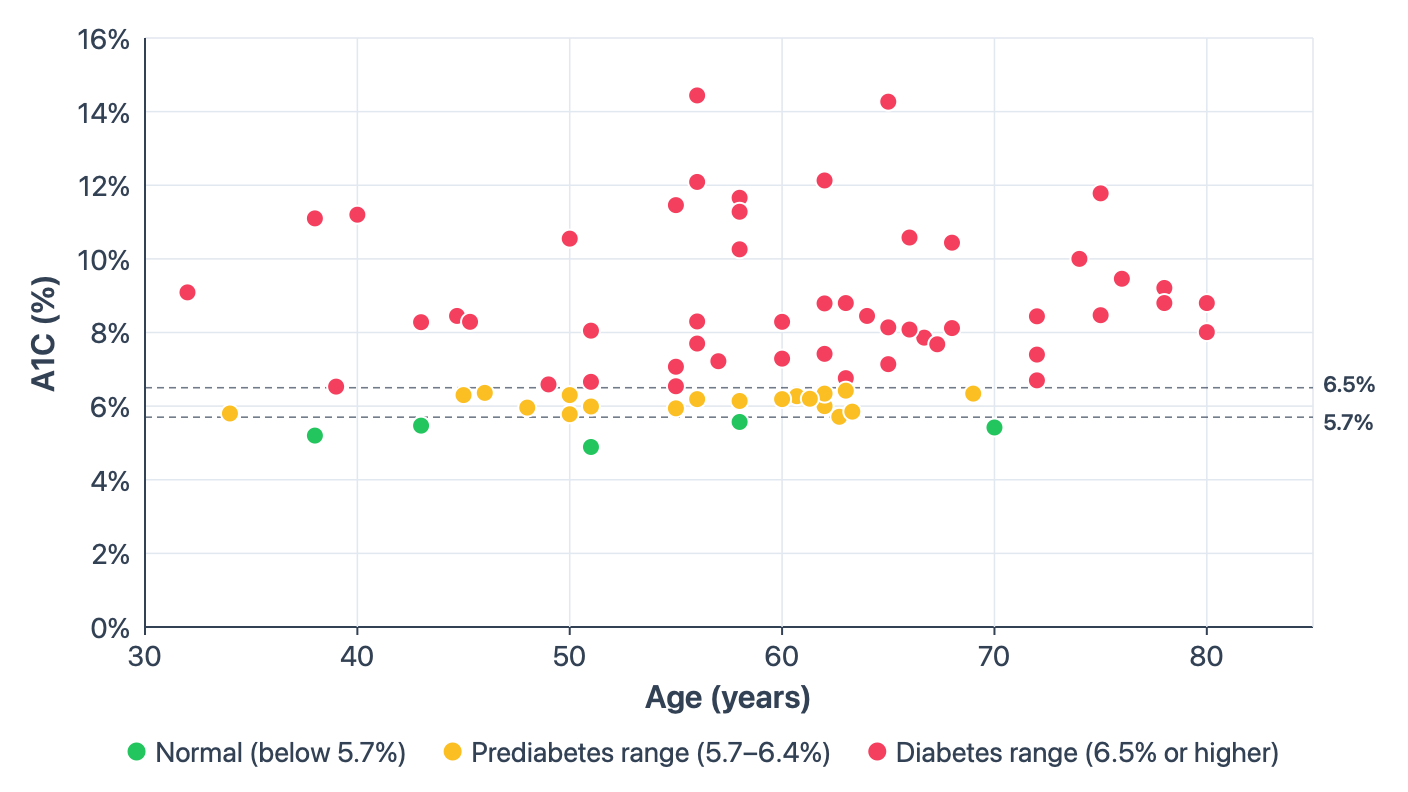 16%
14%
12%
10%
8%
6%
4%
2%
0%
A1C (%)
6.5%
5.7%
30 40 50 60 70 80
Age (years)
Normal (below 5.7%) Prediabetes range (5.7–6.4%) Diabetes range (6.5% or higher)